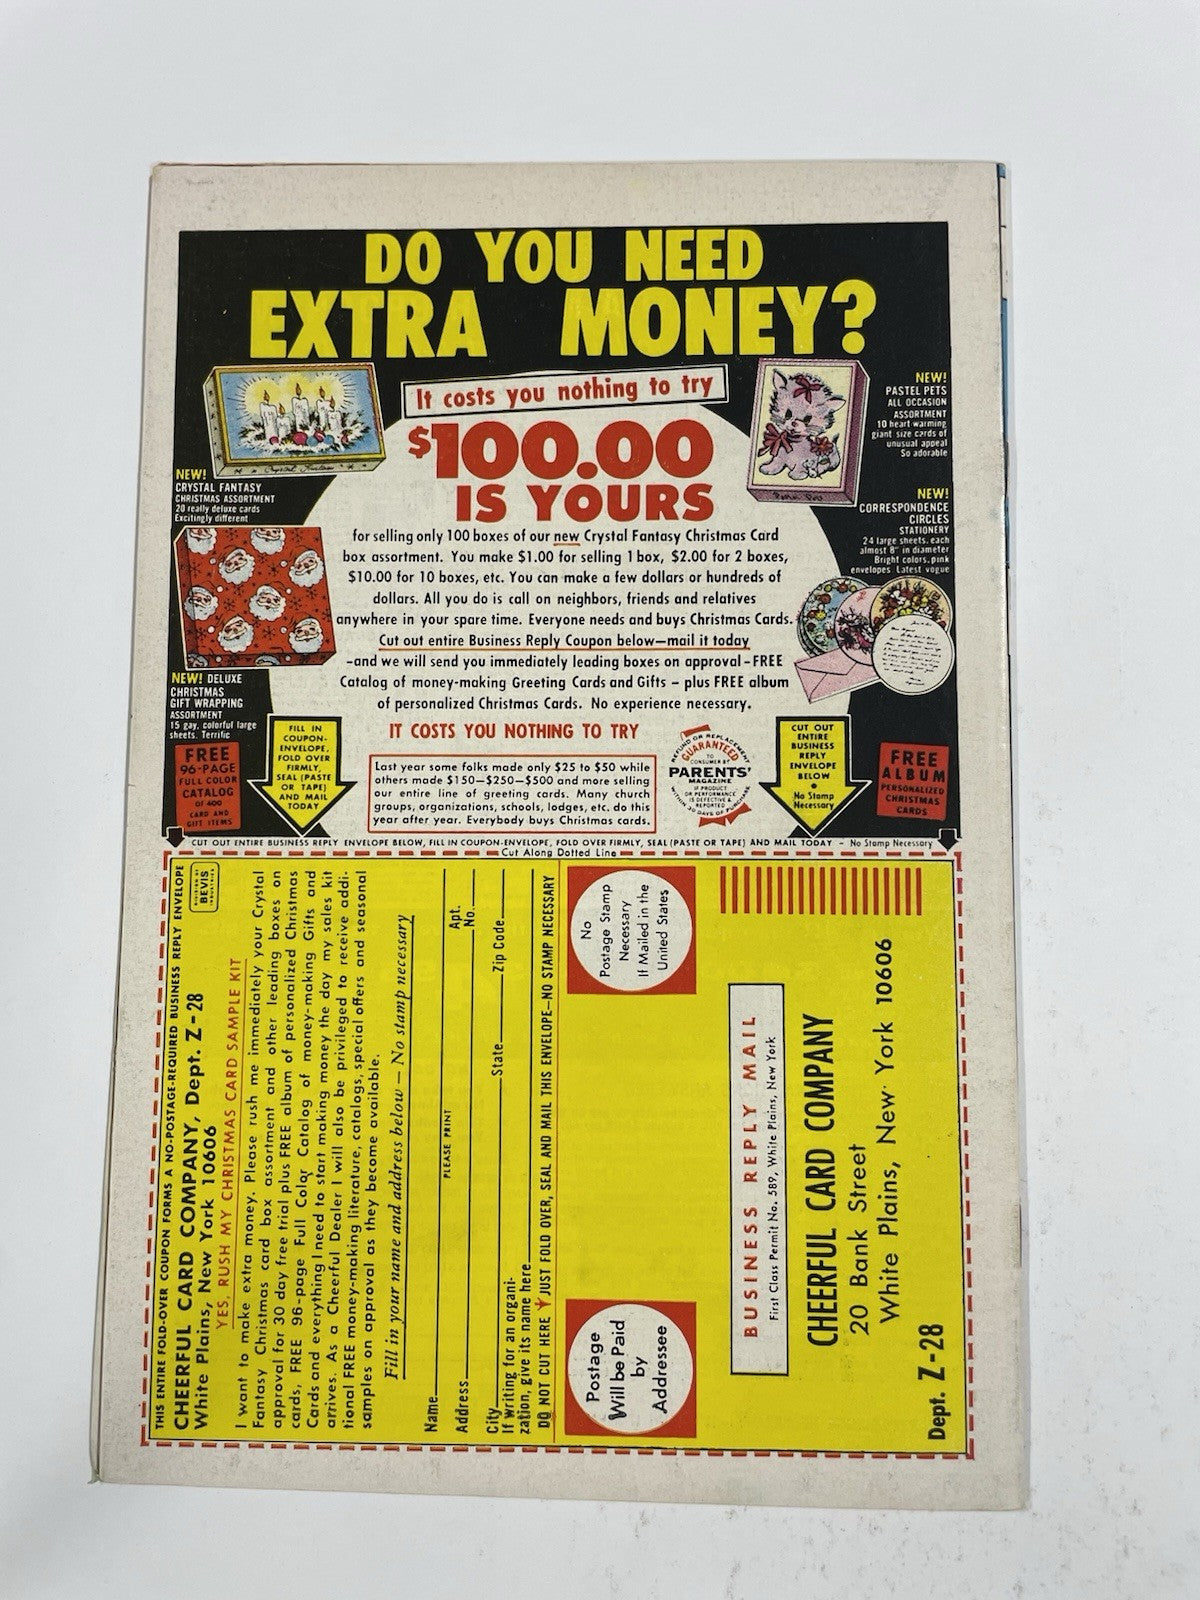 DO YOU NEED
EXTRA MONEY?
It costs you nothing to try
$100.00
IS YOURS
for selling only 100 boxes of our new Crystal Fantasy Christmas Card
box assortment. You make $1.00 for selling 1 box, $2.00 for 2 boxes,
$10.00 for 10 boxes, etc. You can make a few dollars or hundreds of
dollars. All you do is call on neighbors, friends and relatives
anywhere in your spare time. Everyone needs and buys Christmas Cards.
Cut out entire Business Reply Coupon below—mail it today
–and we will send you immediately leading boxes on approval–FREE
Catalog of money-making Greeting Cards and Gifts – plus FREE album
of personalized Christmas Cards. No experience necessary.
IT COSTS YOU NOTHING TO TRY
Last year some folks made only $25 to $50 while
others made $150—$250—$500 and more selling
our entire line of greeting cards. Many church
groups, organizations, schools, lodges, etc. do this
year after year. Everybody buys Christmas cards.
NEW!
CRYSTAL FANTASY
CHRISTMAS ASSORTMENT
20 really deluxe cards
Excitingly different
NEW! DELUXE
CHRISTMAS
GIFT WRAPPING
ASSORTMENT
15 gay, colorful large
sheets. Terrific
FREE
96-PAGE
FULL COLOR
CATALOG
OF 400
CARD AND
GIFT ITEMS
FILL IN
COUPON-
ENVELOPE,
FOLD OVER
FIRMLY,
SEAL (PASTE
OR TAPE)
AND MAIL
TODAY
NEW!
PASTEL PETS
ALL OCCASION
ASSORTMENT
10 heart warming
giant size cards of
unusual appeal
So adorable
NEW!
CORRESPONDENCE
CIRCLES
STATIONERY
24 large sheets, each
almost 8" in diameter
Bright colors, pink
envelopes. Latest vogue
REFUND OR REPLACEMENT
GUARANTEED
TO
CONSUMER BY
PARENTS'
MAGAZINE
IF PRODUCT
OR PERFORMANCE
IS DEFECTIVE &
REPORTED
WITHIN 30 DAYS OF PURCHASE
CUT OUT
ENTIRE
BUSINESS
REPLY
ENVELOPE
BELOW
•
No Stamp
Necessary
FREE
ALBUM
PERSONALIZED
CHRISTMAS
CARDS
CUT OUT ENTIRE BUSINESS REPLY ENVELOPE BELOW, FILL IN COUPON-ENVELOPE, FOLD OVER FIRMLY, SEAL (PASTE OR TAPE) AND MAIL TODAY – No Stamp Necessary
Cut Along Dotted Line
THIS ENTIRE FOLD-OVER COUPON FORMS A NO-POSTAGE-REQUIRED BUSINESS REPLY ENVELOPE
CHEERFUL CARD COMPANY, Dept. Z-28
White Plains, New York 10606
BEVIS
INDUSTRIES
YES, RUSH MY CHRISTMAS CARD SAMPLE KIT
I want to make extra money. Please rush me immediately your Crystal
Fantasy Christmas card box assortment and other leading boxes on
approval for 30 day free trial plus FREE album of personalized Christmas
cards, FREE 96-page Full Color Catalog of money-making Gifts and
Cards and everything I need to start making money the day my sales kit
arrives. As a Cheerful Dealer I will also be privileged to receive addi-
tional FREE money-making literature, catalogs, special offers and seasonal
samples on approval as they become available.
Fill in your name and address below — No stamp necessary
Name
PLEASE PRINT
Address
Apt.
No.
City
State
Zip Code
If writing for an organi-
zation, give its name here
DO NOT CUT HERE JUST FOLD OVER, SEAL AND MAIL THIS ENVELOPE—NO STAMP NECESSARY
Postage
Will be Paid
by
Addressee
No
Postage Stamp
Necessary
If Mailed in the
United States
BUSINESS REPLY MAIL
First Class Permit No. 589, White Plains, New York
CHEERFUL CARD COMPANY
20 Bank Street
White Plains, New York 10606
Dept. Z-28